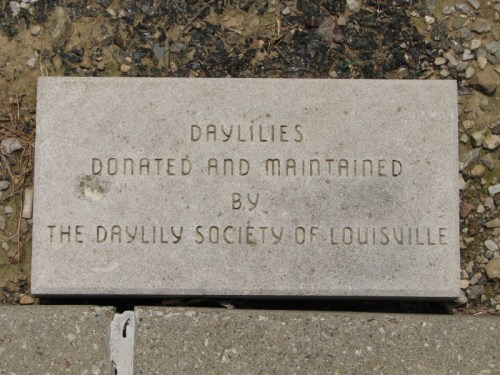 DAYLILIES
DONATED AND MAINTAINED
BY
THE DAYLILY SOCIETY OF LOUISVILLE